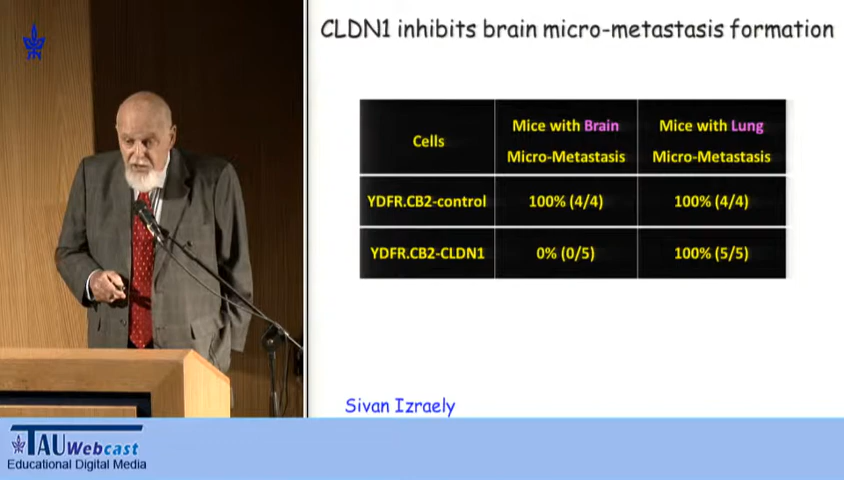 CLDN1 inhibits brain micro-metastasis formation
Cells
Mice with Brain
Micro-Metastasis
Mice with Lung
Micro-Metastasis
YDFR.CB2-control
100% (4/4)
100% (4/4)
YDFR.CB2-CLDN1
0% (0/5)
100% (5/5)
Sivan Izraely
TAU Webcast
Educational Digital Media